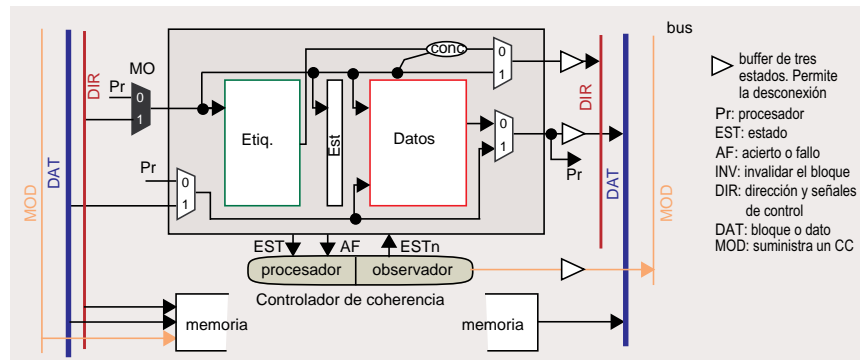 bus
MO
conc
0
1
Pr
0
1
DIR
DIR
buffer de tres
estados. Permite
la desconexión
Pr: procesador
EST: estado
AF: acierto o fallo
INV: invalidar el bloque
DIR: dirección y señales
de control
DAT: bloque o dato
MOD: suministra un CC
Etiq.
Est
Datos
0
1
Pr
Pr
0
1
DAT
DAT
MOD
MOD
EST
AF
ESTn
procesador
observador
Controlador de coherencia
memoria
memoria